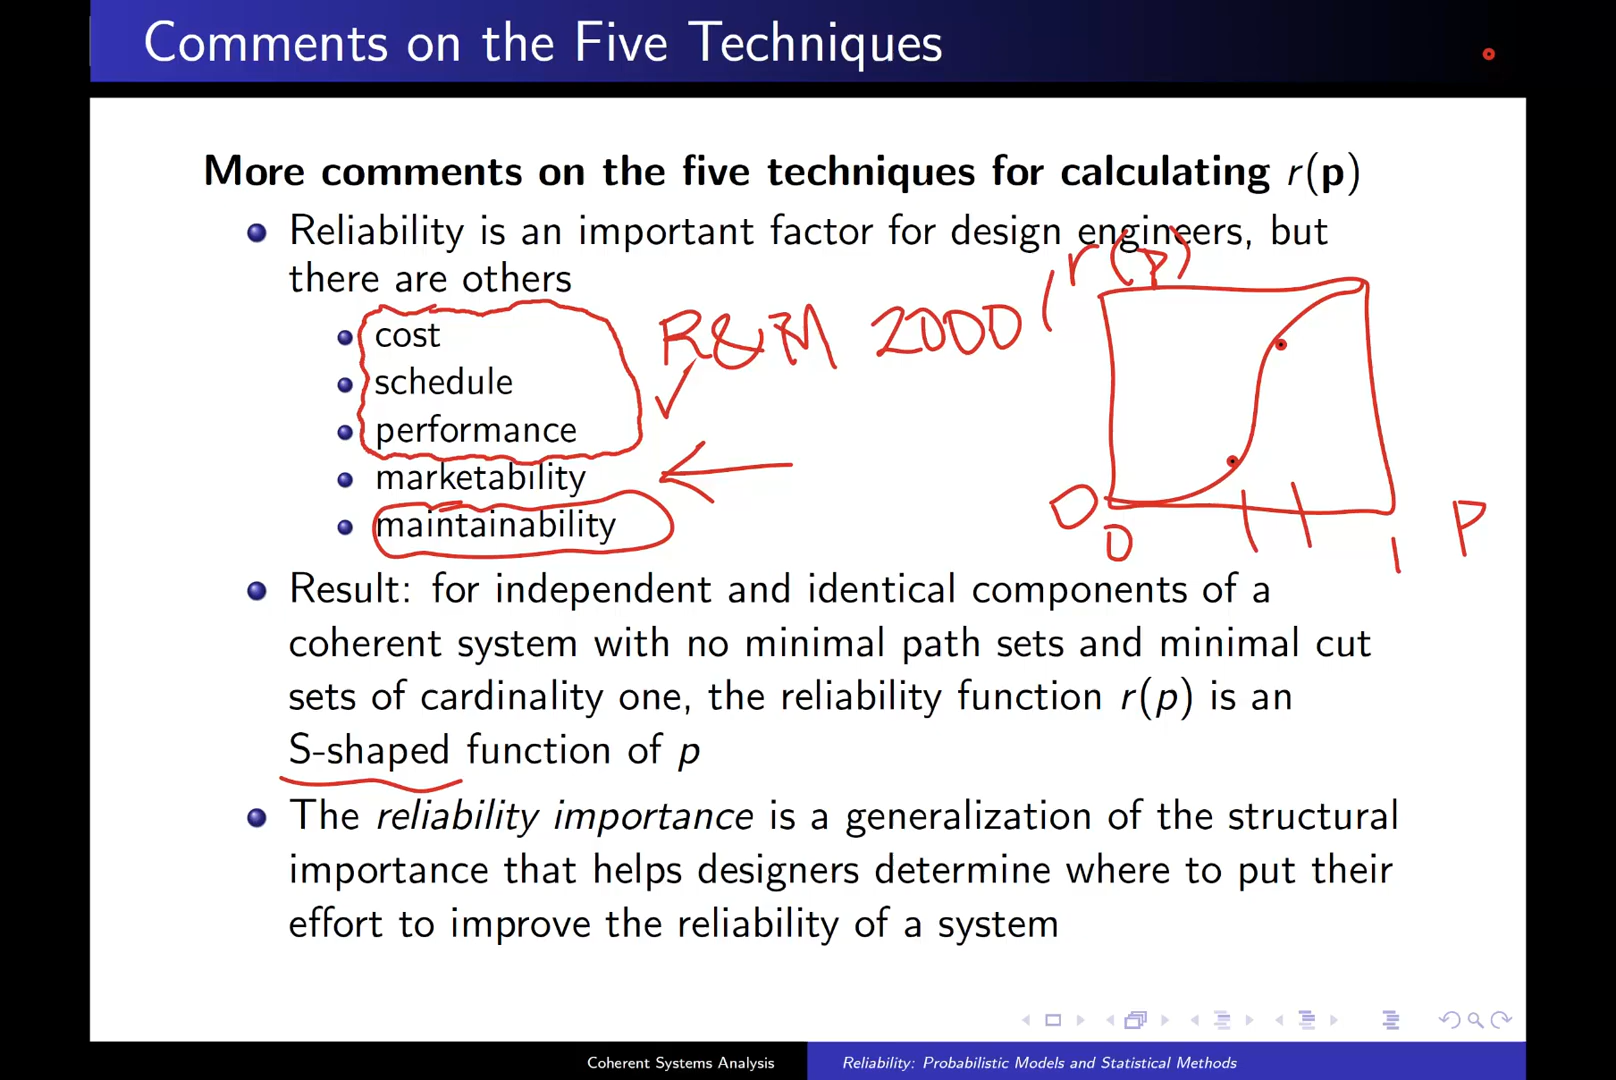 Comments on the Five Techniques
More comments on the five techniques for calculating r(p)
Reliability is an important factor for design engineers, but
there are others
r(p)
cost
R&M 2000
1
schedule
performance
marketability
maintainability
0
0
1
p
Result: for independent and identical components of a
coherent system with no minimal path sets and minimal cut
sets of cardinality one, the reliability function r(p) is an
S-shaped function of p
The reliability importance is a generalization of the structural
importance that helps designers determine where to put their
effort to improve the reliability of a system
Coherent Systems Analysis
Reliability: Probabilistic Models and Statistical Methods